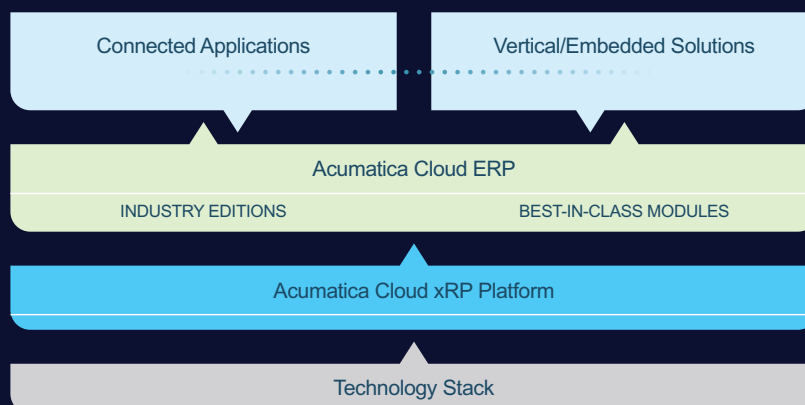 Connected Applications
Vertical/Embedded Solutions
Acumatica Cloud ERP
INDUSTRY EDITIONS
BEST-IN-CLASS MODULES
Acumatica Cloud xRP Platform
Technology Stack